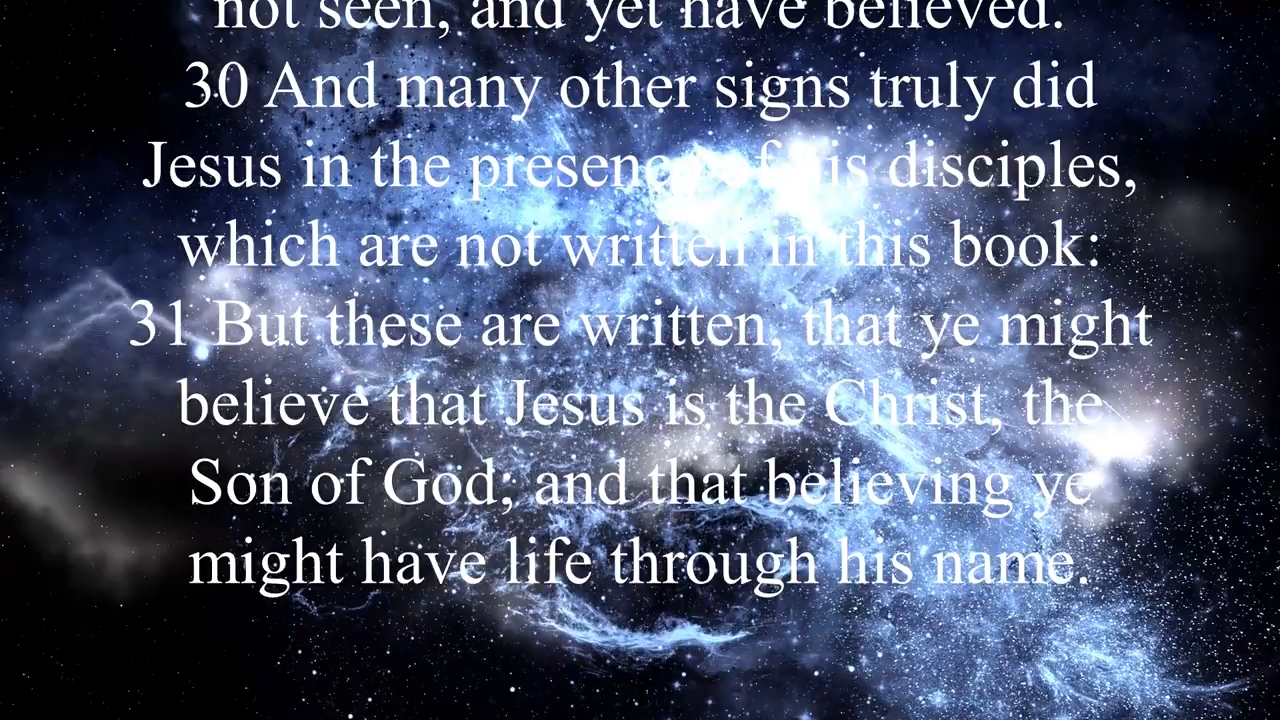 not seen, and yet have believed.
30 And many other signs truly did
Jesus in the presence of his disciples,
which are not written in this book:
31 But these are written, that ye might
believe that Jesus is the Christ, the
Son of God; and that believing ye
might have life through his name.